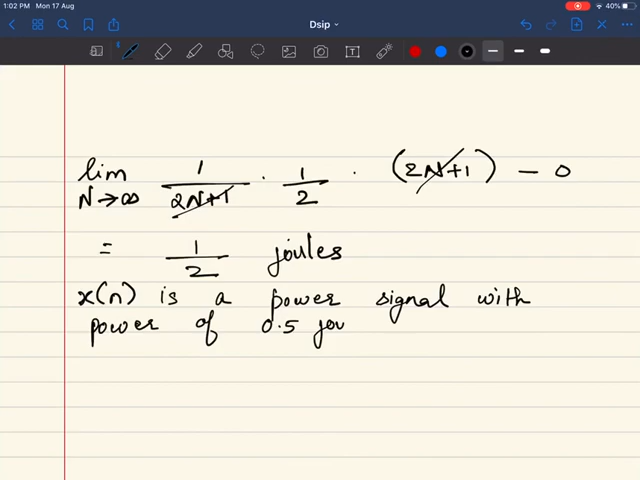 1:02 PM Mon 17 Aug
40%
Dsip
T
lim N→∞ 1/(2N+1) · 1/2 · (2N+1) - 0
= 1/2 joules
x(n) is a power signal with
power of 0.5 jou